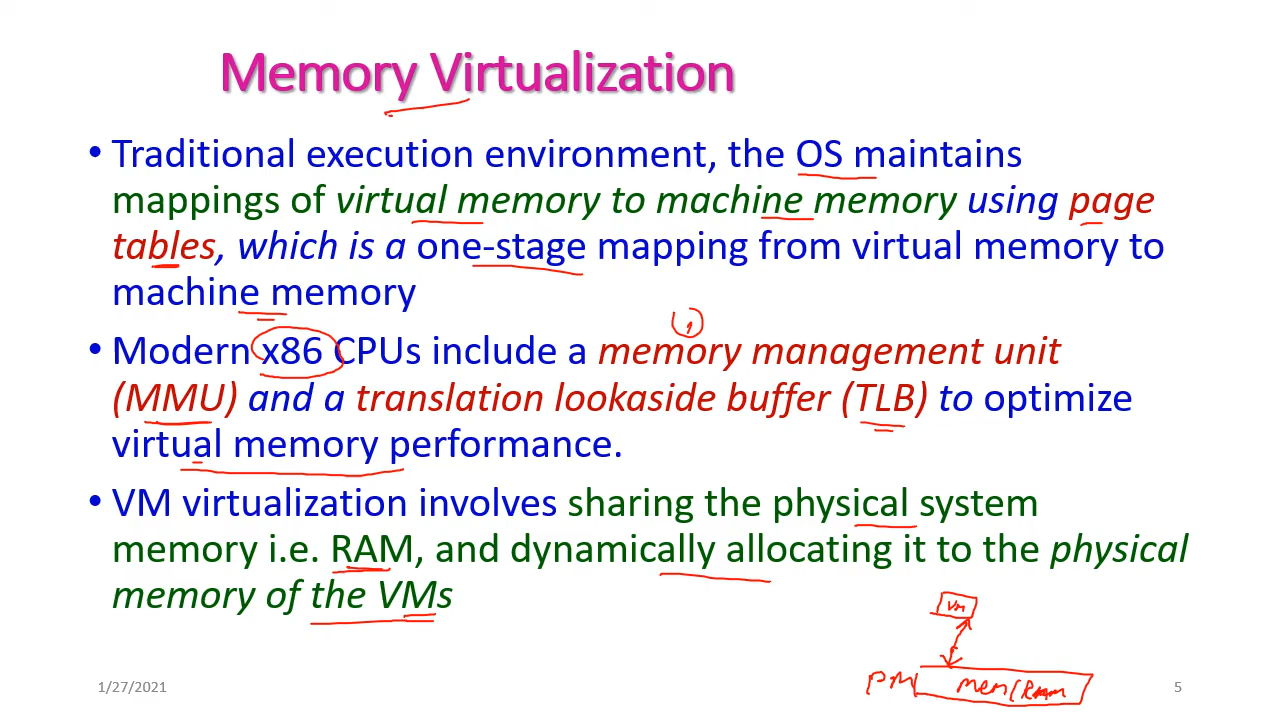 Memory Virtualization
• Traditional execution environment, the OS maintains
mappings of virtual memory to machine memory using page
tables, which is a one-stage mapping from virtual memory to
machine memory
• Modern x86 CPUs include a memory management unit
(MMU) and a translation lookaside buffer (TLB) to optimize
virtual memory performance.
• VM virtualization involves sharing the physical system
memory i.e. RAM, and dynamically allocating it to the physical
memory of the VMs
VM
PM mem/RAM
1/27/2021
5